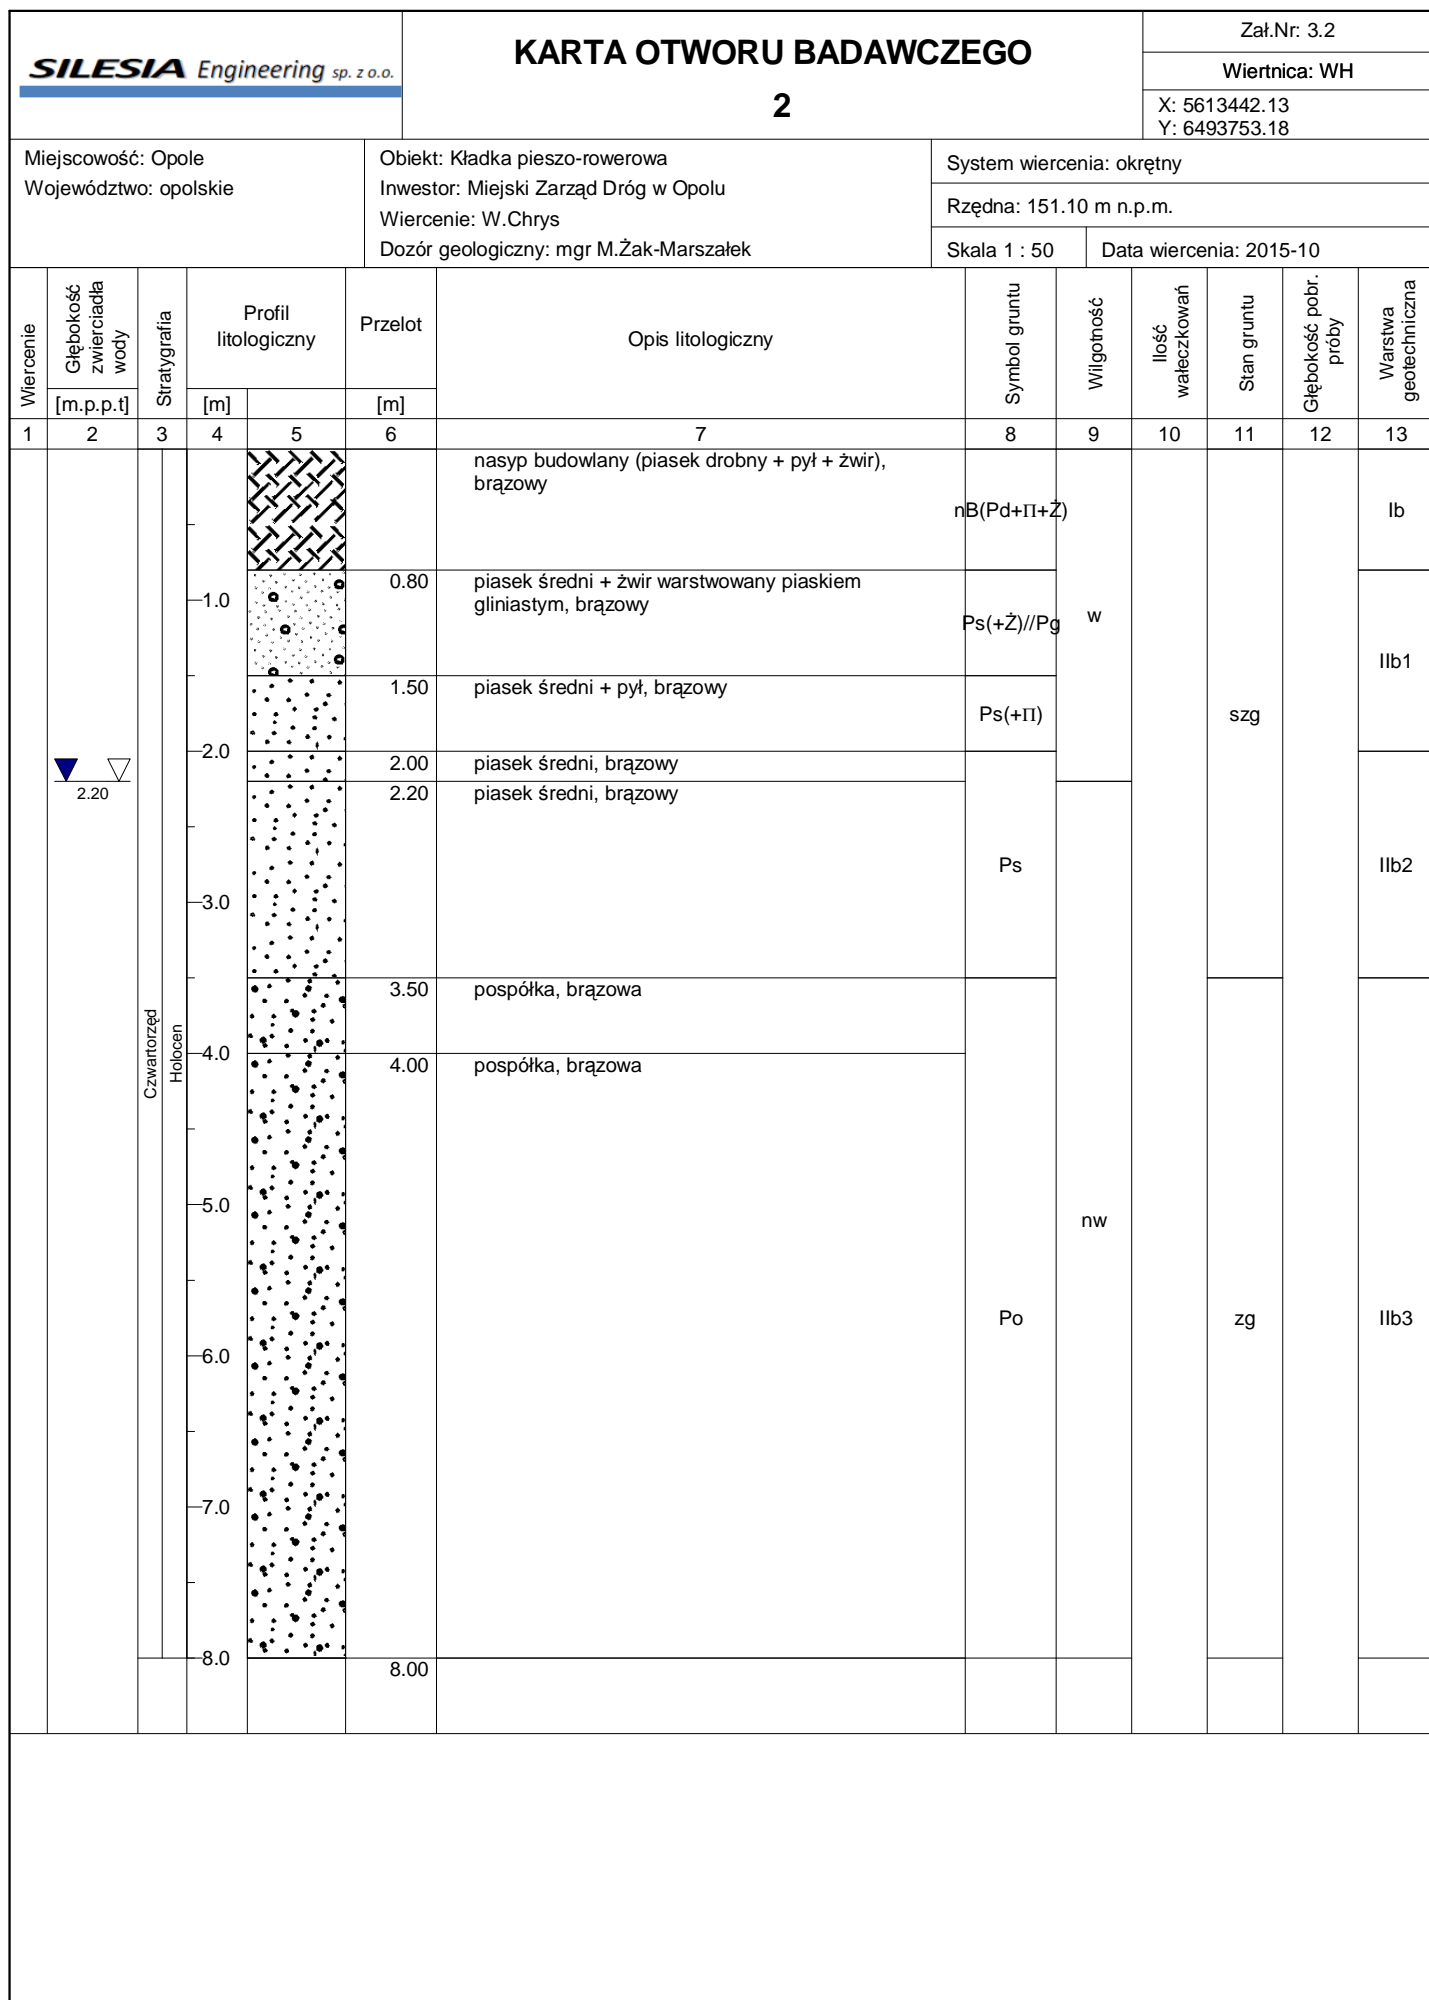 SILESIA Engineering sp. z o.o.
KARTA OTWORU BADAWCZEGO
2
Zał.Nr: 3.2
Wiertnica: WH
X: 5613442.13
Y: 6493753.18
Miejscowość: Opole
Województwo: opolskie
Obiekt: Kładka pieszo-rowerowa
Inwestor: Miejski Zarząd Dróg w Opolu
Wiercenie: W.Chrys
Dozór geologiczny: mgr M.Żak-Marszałek
System wiercenia: okrętny
Rzędna: 151.10 m n.p.m.
Skala 1 : 50
Data wiercenia: 2015-10
Wiercenie
Głębokość
zwierciadła
wody
[m.p.p.t]
Stratygrafia
Profil
litologiczny
[m]
Przelot
[m]
Opis litologiczny
Symbol gruntu
Wilgotność
Ilość
wałeczkowań
Stan gruntu
Głębokość pobr.
próby
Warstwa
geotechniczna
1 2 3 4 5 6 7 8 9 10 11 12 13
nasyp budowlany (piasek drobny + pył + żwir),
brązowy
nB(Pd+Π+Ż)
Ib
0.80 piasek średni + żwir warstwowany piaskiem
gliniastym, brązowy
1.0
Ps(+Ż)//Pg
w
IIb1
1.50 piasek średni + pył, brązowy
Ps(+Π)
szg
2.0
2.00 piasek średni, brązowy
2.20
2.20 piasek średni, brązowy
Ps
IIb2
3.0
3.50 pospółka, brązowa
Czwartorzęd
Holocen
4.0
4.00 pospółka, brązowa
5.0
nw
Po
zg
IIb3
6.0
7.0
8.0
8.00